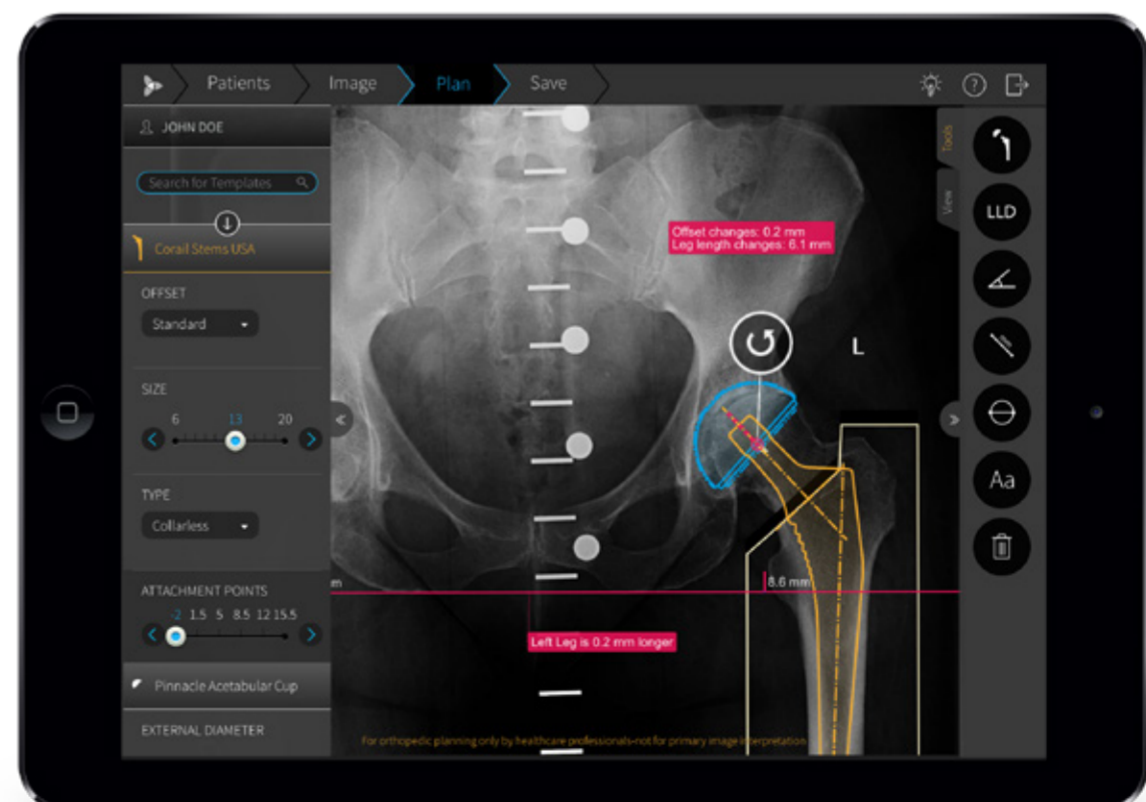 Patients
Image
Plan
Save
JOHN DOE
Search for Templates
Corail Stems USA
OFFSET
Standard
SIZE
6 13 20
TYPE
Collarless
ATTACHMENT POINTS
-2 1.5 5 8.5 12 15.5
Pinnacle Acetabular Cup
EXTERNAL DIAMETER
Offset changes: 0.2 mm
Leg length changes: 6.1 mm
L
m
8.6 mm
Left Leg is 0.2 mm longer
For orthopedic planning only by healthcare professionals-not for primary image interpretation
Tools
View
?
LLD
Aa